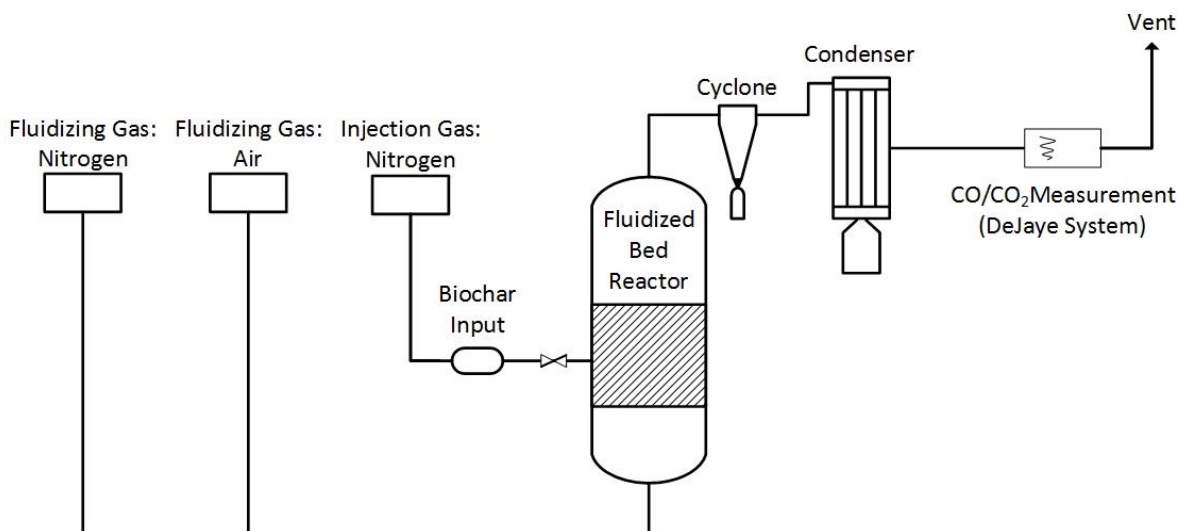 Vent
Condenser
Cyclone
Fluidizing Gas:
Nitrogen
Fluidizing Gas:
Air
Injection Gas:
Nitrogen
CO/CO₂Measurement
(DeJaye System)
Fluidized
Bed
Reactor
Biochar
Input